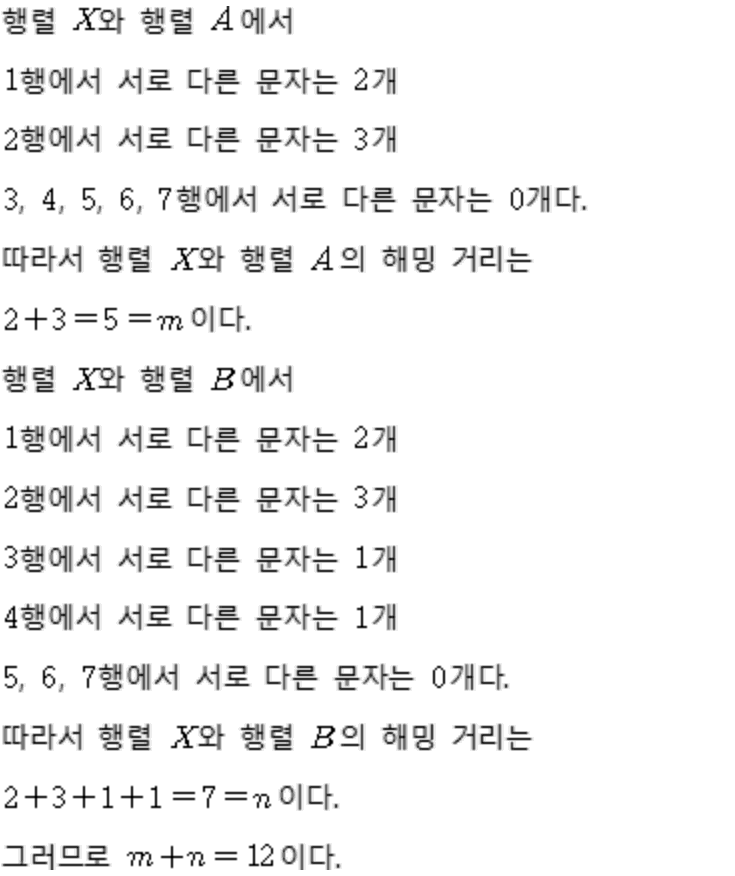 행렬 X와 행렬 A에서
1행에서 서로 다른 문자는 2개
2행에서 서로 다른 문자는 3개
3, 4, 5, 6, 7행에서 서로 다른 문자는 0개다.
따라서 행렬 X와 행렬 A의 해밍 거리는
2+3=5=m이다.
행렬 X와 행렬 B에서
1행에서 서로 다른 문자는 2개
2행에서 서로 다른 문자는 3개
3행에서 서로 다른 문자는 1개
4행에서 서로 다른 문자는 1개
5, 6, 7행에서 서로 다른 문자는 0개다.
따라서 행렬 X와 행렬 B의 해밍 거리는
2+3+1+1=7=n이다.
그러므로 m+n=12이다.